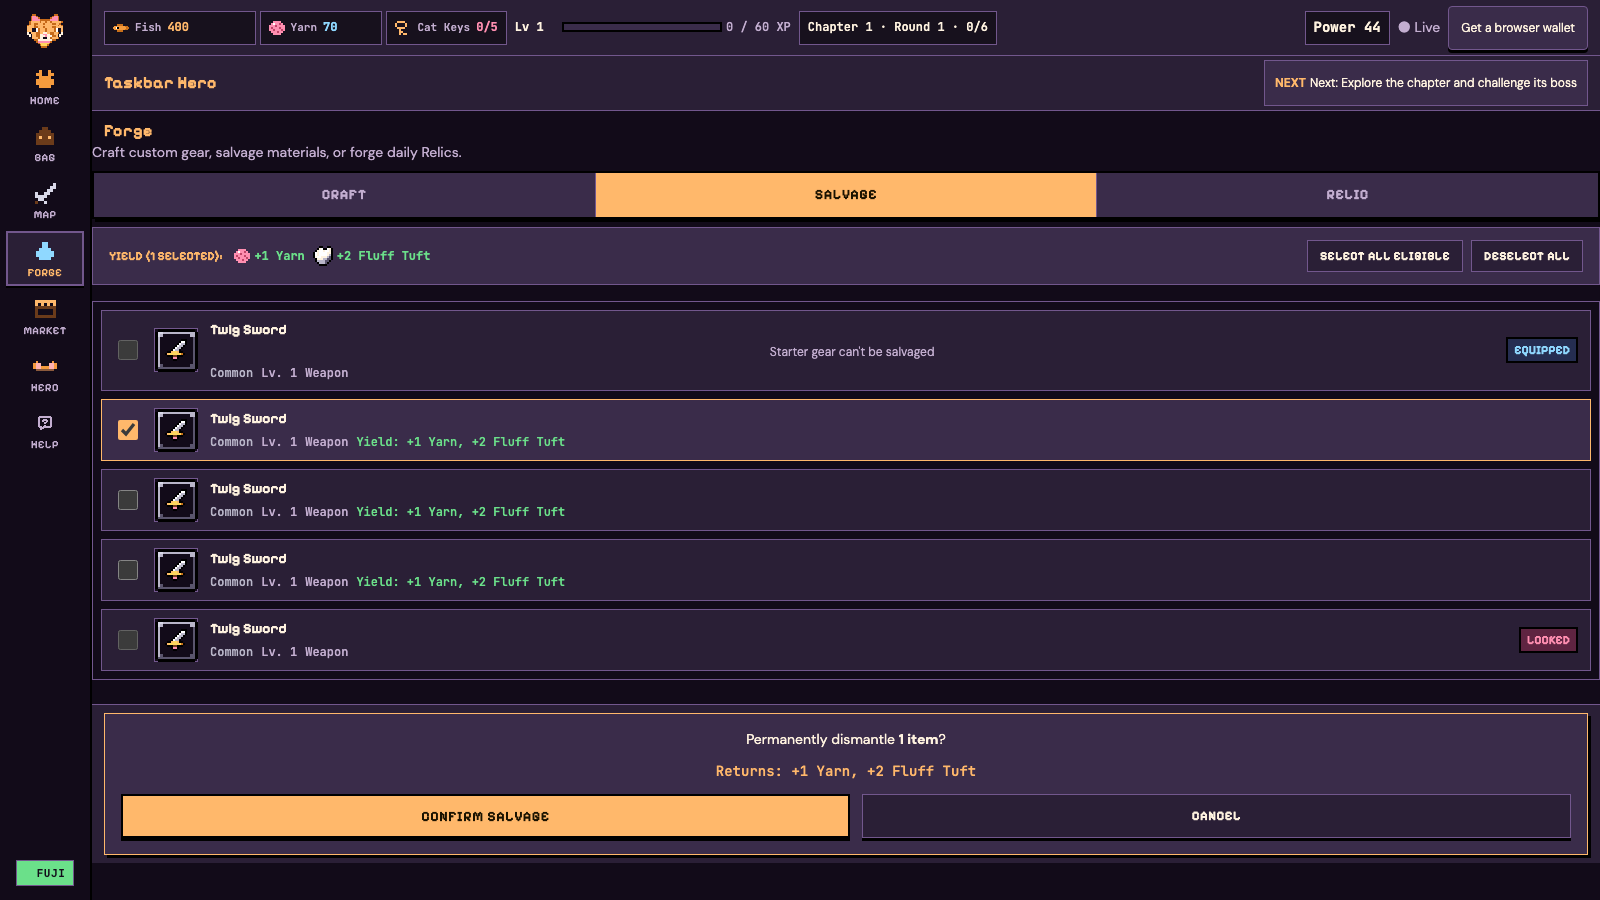 Fish 400
Yarn 70
Cat Keys 0/5
Lv 1
0 / 60 XP
Chapter 1 · Round 1 · 0/6
Power 44
Live
Get a browser wallet
HOME
BAG
MAP
FORGE
MARKET
HERO
HELP
FUJI
Taskbar Hero
NEXT Next: Explore the chapter and challenge its boss
Forge
Craft custom gear, salvage materials, or forge daily Relics.
CRAFT
SALVAGE
RELIC
YIELD (1 SELECTED):
+1 Yarn
+2 Fluff Tuft
SELECT ALL ELIGIBLE
DESELECT ALL
Twig Sword
Common Lv. 1 Weapon
Starter gear can't be salvaged
EQUIPPED
Twig Sword
Common Lv. 1 Weapon Yield: +1 Yarn, +2 Fluff Tuft
Twig Sword
Common Lv. 1 Weapon Yield: +1 Yarn, +2 Fluff Tuft
Twig Sword
Common Lv. 1 Weapon Yield: +1 Yarn, +2 Fluff Tuft
Twig Sword
Common Lv. 1 Weapon
LOCKED
Permanently dismantle 1 item?
Returns: +1 Yarn, +2 Fluff Tuft
CONFIRM SALVAGE
CANCEL